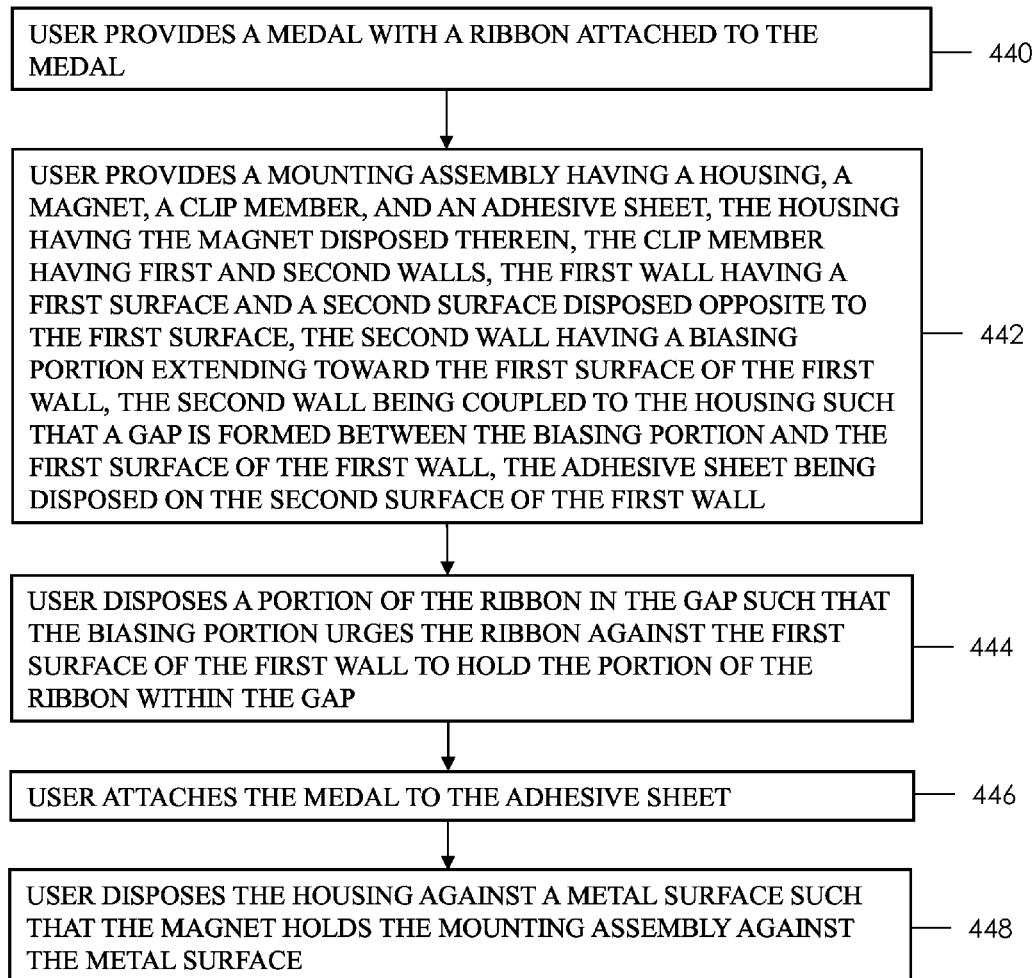 USER PROVIDES A MEDAL WITH A RIBBON ATTACHED TO THE
MEDAL
440
USER PROVIDES A MOUNTING ASSEMBLY HAVING A HOUSING, A
MAGNET, A CLIP MEMBER, AND AN ADHESIVE SHEET, THE HOUSING
HAVING THE MAGNET DISPOSED THEREIN, THE CLIP MEMBER
HAVING FIRST AND SECOND WALLS, THE FIRST WALL HAVING A
FIRST SURFACE AND A SECOND SURFACE DISPOSED OPPOSITE TO
THE FIRST SURFACE, THE SECOND WALL HAVING A BIASING
PORTION EXTENDING TOWARD THE FIRST SURFACE OF THE FIRST
WALL, THE SECOND WALL BEING COUPLED TO THE HOUSING SUCH
THAT A GAP IS FORMED BETWEEN THE BIASING PORTION AND THE
FIRST SURFACE OF THE FIRST WALL, THE ADHESIVE SHEET BEING
DISPOSED ON THE SECOND SURFACE OF THE FIRST WALL
442
USER DISPOSES A PORTION OF THE RIBBON IN THE GAP SUCH THAT
THE BIASING PORTION URGES THE RIBBON AGAINST THE FIRST
SURFACE OF THE FIRST WALL TO HOLD THE PORTION OF THE
RIBBON WITHIN THE GAP
444
USER ATTACHES THE MEDAL TO THE ADHESIVE SHEET
446
USER DISPOSES THE HOUSING AGAINST A METAL SURFACE SUCH
THAT THE MAGNET HOLDS THE MOUNTING ASSEMBLY AGAINST
THE METAL SURFACE
448